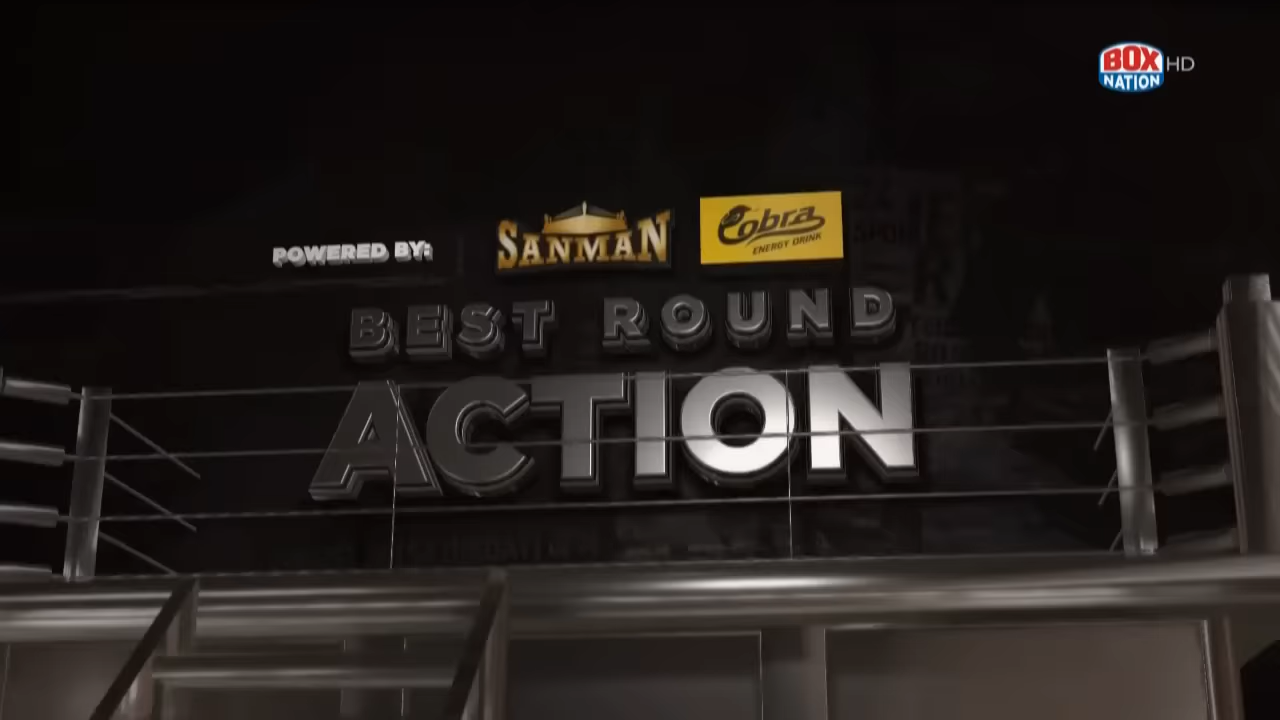 BOX
NATION HD
POWERED BY:
SANMAN
Cobra
ENERGY DRINK
BEST ROUND
ACTION